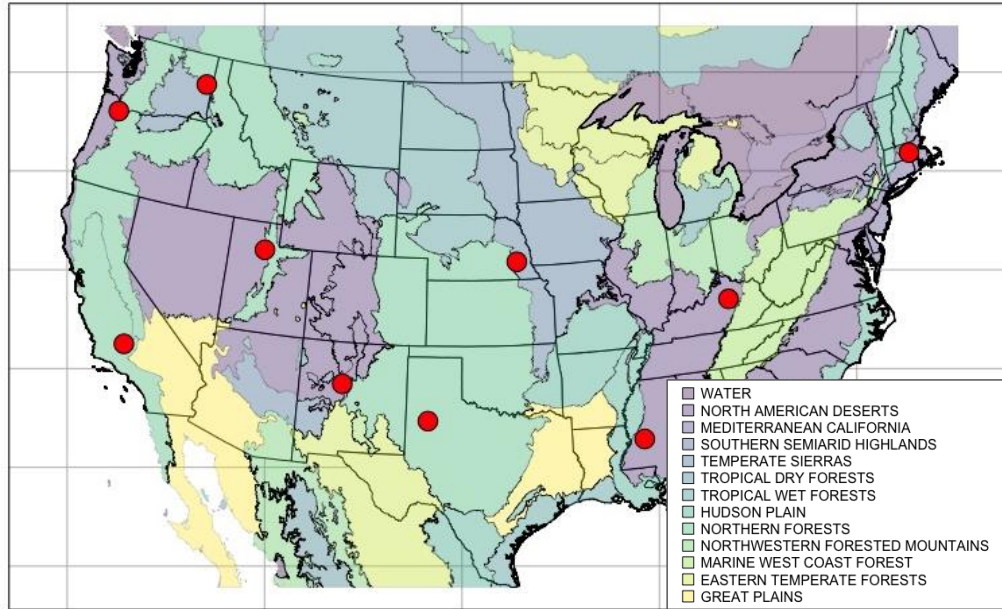 WATER
NORTH AMERICAN DESERTS
MEDITERRANEAN CALIFORNIA
SOUTHERN SEMIARID HIGHLANDS
TEMPERATE SIERRAS
TROPICAL DRY FORESTS
TROPICAL WET FORESTS
HUDSON PLAIN
NORTHERN FORESTS
NORTHWESTERN FORESTED MOUNTAINS
MARINE WEST COAST FOREST
EASTERN TEMPERATE FORESTS
GREAT PLAINS